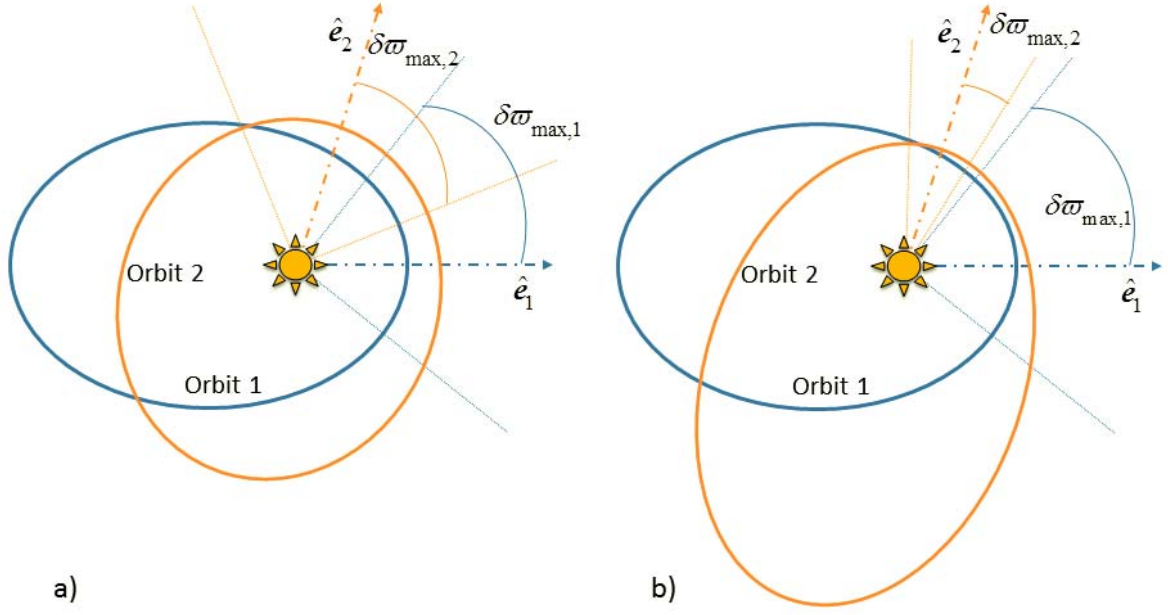 ê₂
δϖmax,2
δϖmax,1
ê₁
Orbit 2
Orbit 1
a)
ê₂
δϖmax,2
δϖmax,1
ê₁
Orbit 2
Orbit 1
b)